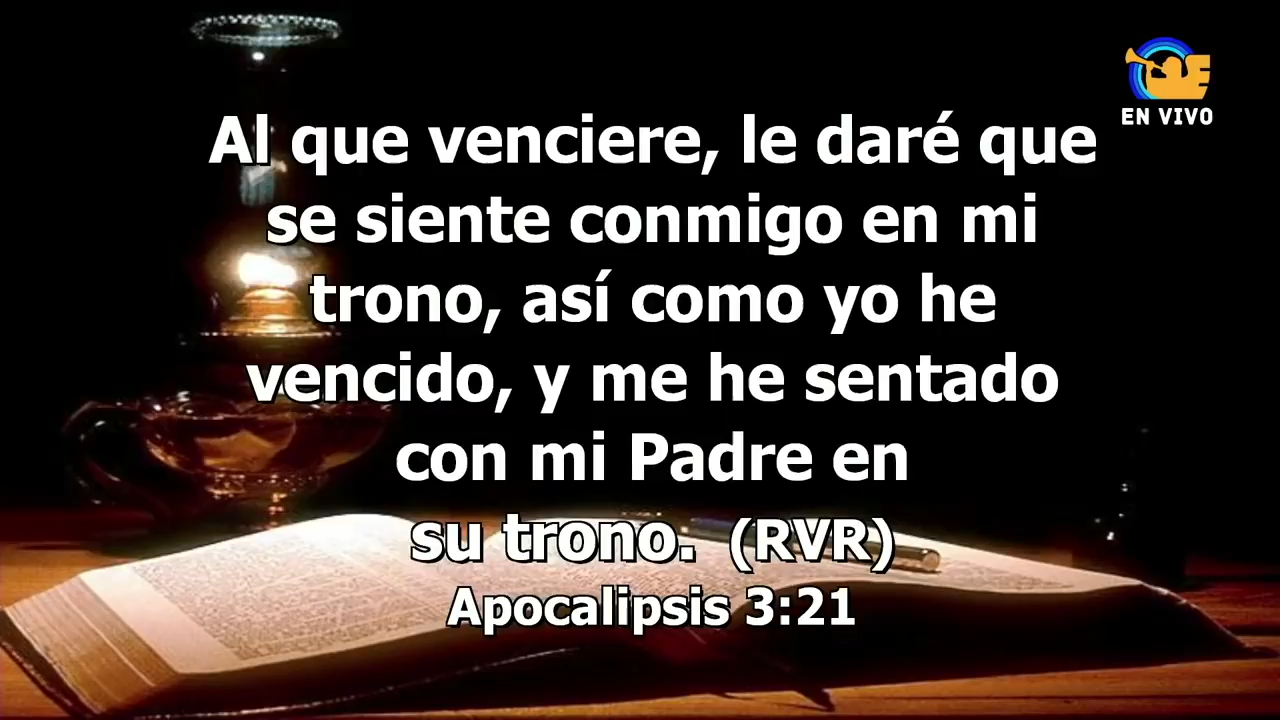 Al que venciere, le daré que
se siente conmigo en mi
trono, así como yo he
vencido, y me he sentado
con mi Padre en
su trono. (RVR)
Apocalipsis 3:21
E
EN VIVO